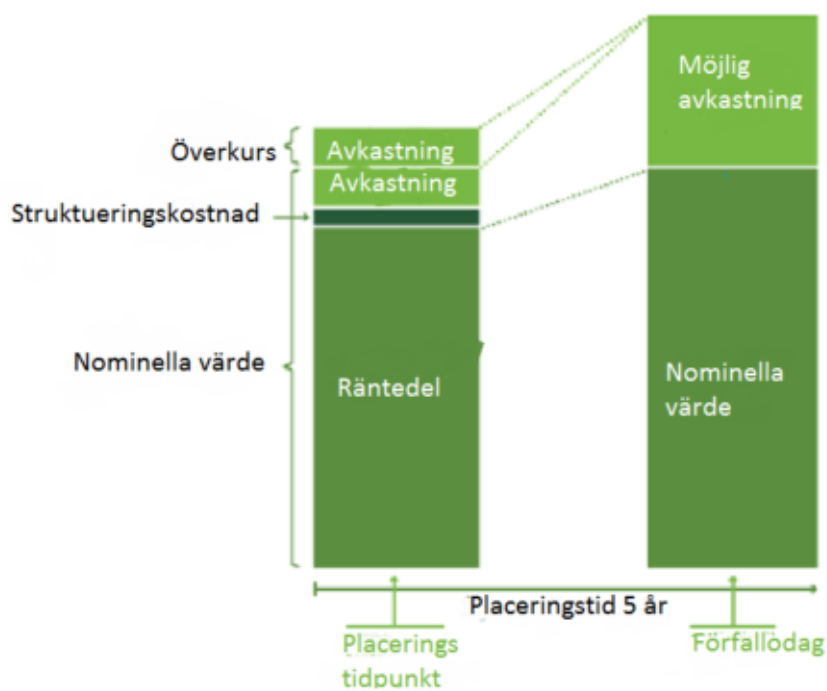 Möjlig
avkastning
Överkurs
Avkastning
Avkastning
Struktueringskostnad
Nominella värde
Räntedel
Nominella
värde
Placeringstid 5 år
Placerings
tidpunkt
Förfallodag